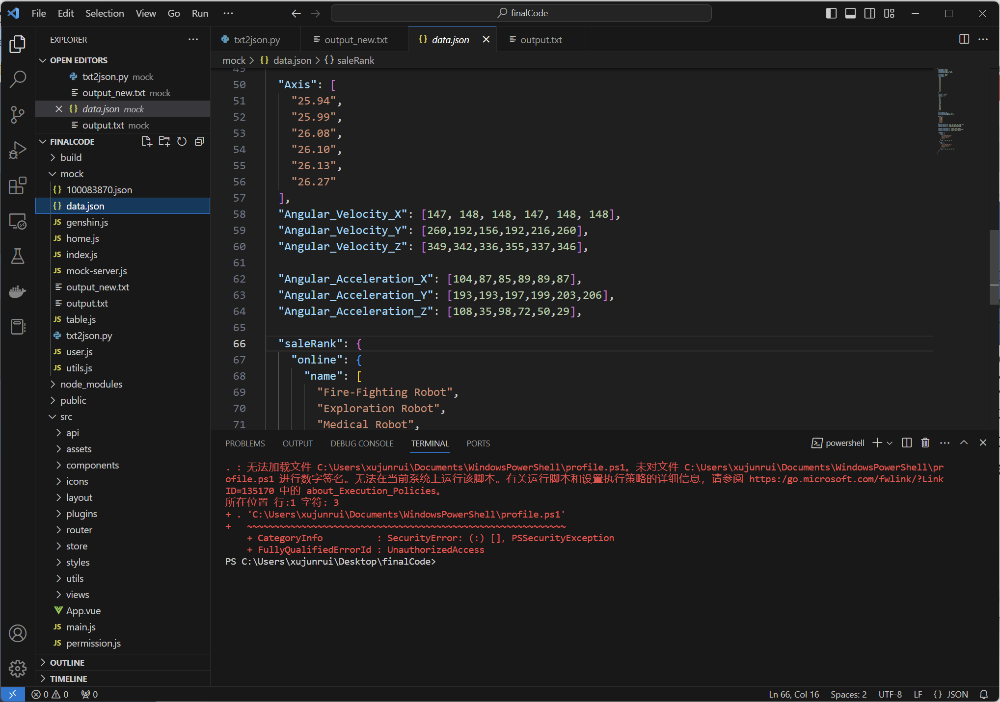 File Edit Selection View Go Run ···
finalCode
EXPLORER
OPEN EDITORS
txt2json.py mock
output_new.txt mock
data.json mock
output.txt mock
FINALCODE
build
mock
100083870.json
data.json
genshin.js
home.js
index.js
mock-server.js
output_new.txt
output.txt
table.js
txt2json.py
user.js
utils.js
node_modules
public
src
api
assets
components
icons
layout
plugins
router
store
styles
utils
views
App.vue
main.js
permission.js
OUTLINE
TIMELINE
txt2json.py output_new.txt data.json output.txt
mock > {} data.json > {} saleRank
49
50 "Axis": [
51 "25.94",
52 "25.99",
53 "26.08",
54 "26.10",
55 "26.13",
56 "26.27"
57 ],
58 "Angular_Velocity_X": [147, 148, 148, 147, 148, 148],
59 "Angular_Velocity_Y": [260,192,156,192,216,260],
60 "Angular_Velocity_Z": [349,342,336,355,337,346],
61
62 "Angular_Acceleration_X": [104,87,85,89,89,87],
63 "Angular_Acceleration_Y": [193,193,197,199,203,206],
64 "Angular_Acceleration_Z": [108,35,98,72,50,29],
65
66 "saleRank": {
67 "online": {
68 "name": [
69 "Fire-Fighting Robot",
70 "Exploration Robot",
71 "Medical Robot",
PROBLEMS OUTPUT DEBUG CONSOLE TERMINAL PORTS
powershell
. : 无法加载文件 C:\Users\xujunrui\Documents\WindowsPowerShell\profile.ps1。未对文件 C:\Users\xujunrui\Documents\WindowsPowerShell\pr
ofile.ps1 进行数字签名。无法在当前系统上运行该脚本。有关运行脚本和设置执行策略的详细信息，请参阅 https:/go.microsoft.com/fwlink/?Link
ID=135170 中的 about_Execution_Policies。
所在位置 行:1 字符: 3
+ . 'C:\Users\xujunrui\Documents\WindowsPowerShell\profile.ps1'
+   ~~~~~~~~~~~~~~~~~~~~~~~~~~~~~~~~~~~~~~~~~~~~~~~~~~~~~~~~~~~
+ CategoryInfo          : SecurityError: (:) [], PSSecurityException
+ FullyQualifiedErrorId : UnauthorizedAccess
PS C:\Users\xujunrui\Desktop\finalCode>
0 0 0
Ln 66, Col 16 Spaces: 2 UTF-8 LF {} JSON